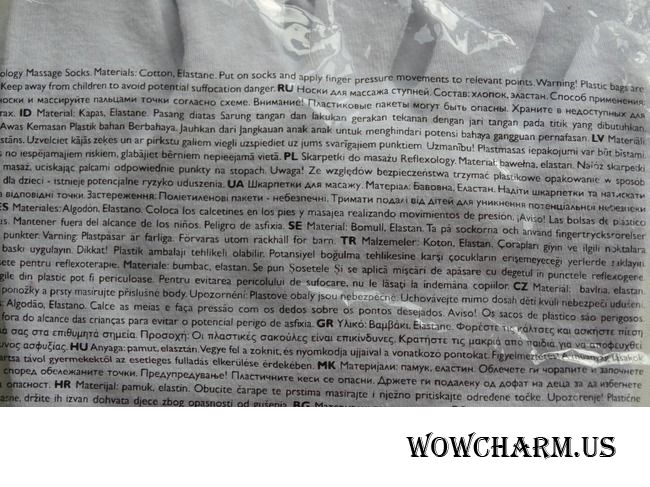 ology Massage Socks. Materials: Cotton, Elastane. Put on socks and apply finger pressure movements to relevant points. Warning! Plastic bags are
Keep away from children to avoid potential suffocation danger. RU Носки для массажа ступней. Состав: хлопок, эластан. Способ применения:
носки и массируйте пальцами точки согласно схеме. Внимание! Пластиковые пакеты могут быть опасны. Храните в недоступных для
rax. ID Material: Kapas, Elastane. Pasang diatas Sarung tangan dan lakukan gerakan tekanan dengan jari tangan pada titik yang dibutuhkan.
Awas Kemasan Plastik bahan Berbahaya. Jauhkan dari Jangkauan anak anak untuk menghindari potensi bahaya gangguan pernafasan. LV Materiāli
stāns. Uzvelciet kājās zeķes un ar pirkstu galiem viegli uzspiediet uz jums svarīgajiem punktiem. Uzmanību! Plastmasas iepakojumi var būt bīstami.
s no iespējamajiem riskiem, glabājiet bērniem nepieejamā vietā. PL Skarpetki do masażu Reflexology. Materiał: bawełna, elastan. Nałóż skarpetki
masaż, uciskając palcami odpowiednie punkty na stopach. Uwaga! Ze względów bezpieczeństwa trzymać plastikowe opakowanie w sposób
dla dzieci - istnieje potencjalne ryzyko uduszenia. UA Шкарпетки для масажу. Матеріал: Бавовна, Еластан. Надіти шкарпетки та натискати
відповідні точки. Застереження: Поліетиленові пакети - небезпечні. Тримати подалі від дітей для уникнення потенціальної небезпеки
ES Materiales: Algodón, Elastano. Coloca los calcetines en los pies y masajea realizando movimientos de presión. ¡Aviso! Las bolsas de plástico
us. Mantener fuera del alcance de los niños. Peligro de asfixia. SE Material: Bomull, Elastan. Ta på sockorna och använd fingertrycksrörelser
punkter. Varning: Plastpåsar är farliga. Förvaras utom räckhåll för barn. TR Malzemeler: Koton, Elastan. Çorapları giyin ve ilgili noktalara
baskı uygulayın. Dikkat! Plastik ambalajı tehlikeli olabilir. Potansiyel boğulma tehlikesine karşı çocukların erişemeyeceği yerlerde saklayın.
sete pentru reflexoterapie. Materiale: bumbac, elastan. Se pun Șosetele Și se aplică mișcări de apăsare cu degetul in punctele reflexogene
gile din plastic pot fi periculoase. Pentru evitarea pericolului de sufocare, nu le lăsați la îndemâna copiilor. CZ Material: bavlna, elastan.
ponožky a prsty masírujte příslušné body. Upozornění: Plastové obaly jsou nebezpečné. Uchovávejte mimo dosah dětí kvůli nebezpečí udušení.
s: Algodão, Elastano. Calce as meias e faça pressão com os dedos sobre os pontos desejados. Aviso! Os sacos de plástico são perigosos
fora do alcance das crianças para evitar o potencial perigo de asfixia. GR Υλικό: Βαμβάκι, Elastane. Φορέστε τις κάλτσες και ασκήστε πίεση
σας στα επιθυμητά σημεία. Προσοχή: Οι πλαστικές σακούλες είναι επικίνδυνες. Κρατήστε τις μακριά από παιδιά για να αποφευχθεί
υνος ασφυξίας. HU Anyaga: pamut, elasztán. Vegye fel a zoknit, és nyomkodja ujjaival a vonatkozó pontokat. Figyelmeztetés:
artsa távol gyermekektől az esetleges fulladás elkerülése érdekében. MK Материјали: памук, еластин. Облечете ги чорапите и започнете
според обележаните точки. Предупредување! Пластичните кеси се опасни. Држете ги подалеку од дофат на деца за да избегнете
опасност. HR Materijal: pamuk, elastin. Obucite čarape te prstima masirajte i nježno pritiskajte određene točke. Upozorenje! Plastične
asne, držite ih izvan dohvata djece zbog opasnosti od gušenja. BG
WOWCHARM.US